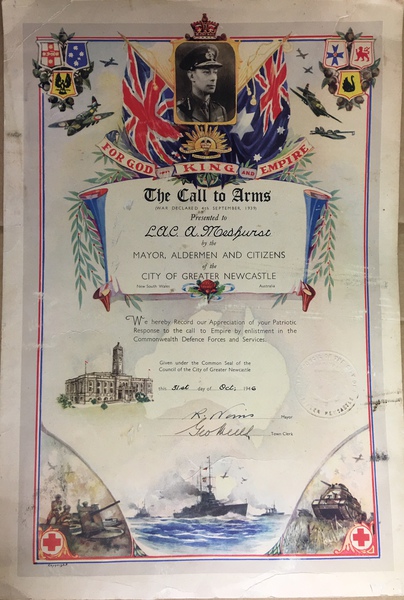 FOR GOD KING AND EMPIRE
The Call to Arms
(WAR DECLARED 4th SEPTEMBER, 1939)
Presented to
L.A.C. A. Medhurst
by the
MAYOR, ALDERMEN AND CITIZENS
of the
CITY OF GREATER NEWCASTLE
New South Wales Australia
We hereby Record our Appreciation of your Patriotic
Response to the call to Empire by enlistment in the
Commonwealth Defence Forces and Services.
Given under the Common Seal of the
Council of the City of Greater Newcastle
this 31st day of Oct. 1946
Mayor
Town Clerk
Copyright